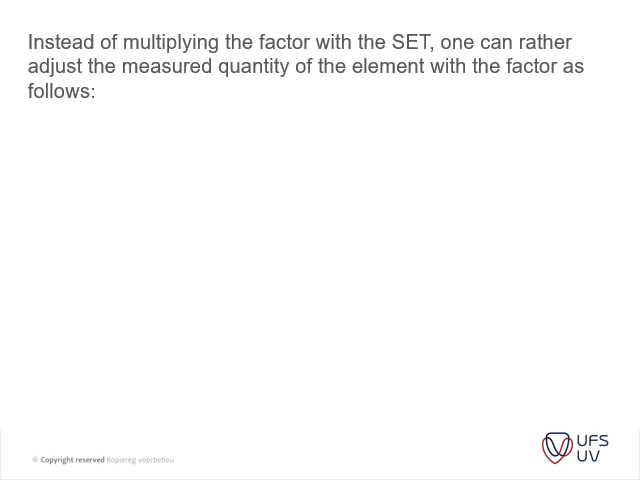 Instead of multiplying the factor with the SET, one can rather
adjust the measured quantity of the element with the factor as
follows:
© Copyright reserved Kopiereg voorbehou
UFS
UV